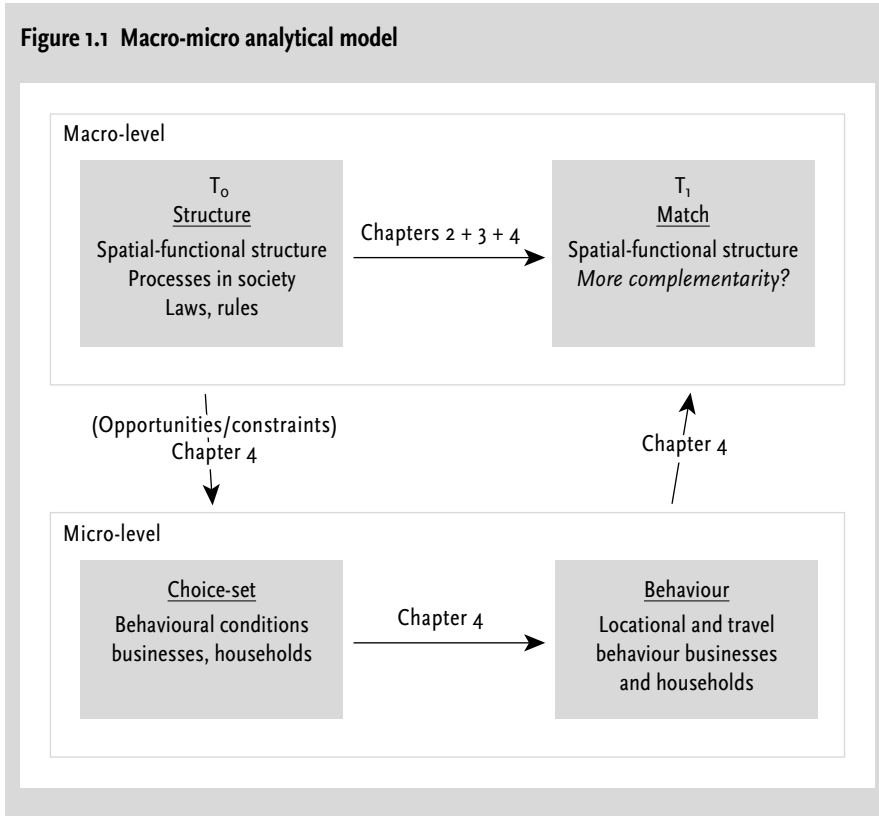 Figure 1.1 Macro-micro analytical model
Macro-level
T₀
Structure
Spatial-functional structure
Processes in society
Laws, rules
Chapters 2 + 3 + 4
T₁
Match
Spatial-functional structure
More complementarity?
(Opportunities/constraints)
Chapter 4
Chapter 4
Micro-level
Choice-set
Behavioural conditions
businesses, households
Chapter 4
Behaviour
Locational and travel
behaviour businesses
and households